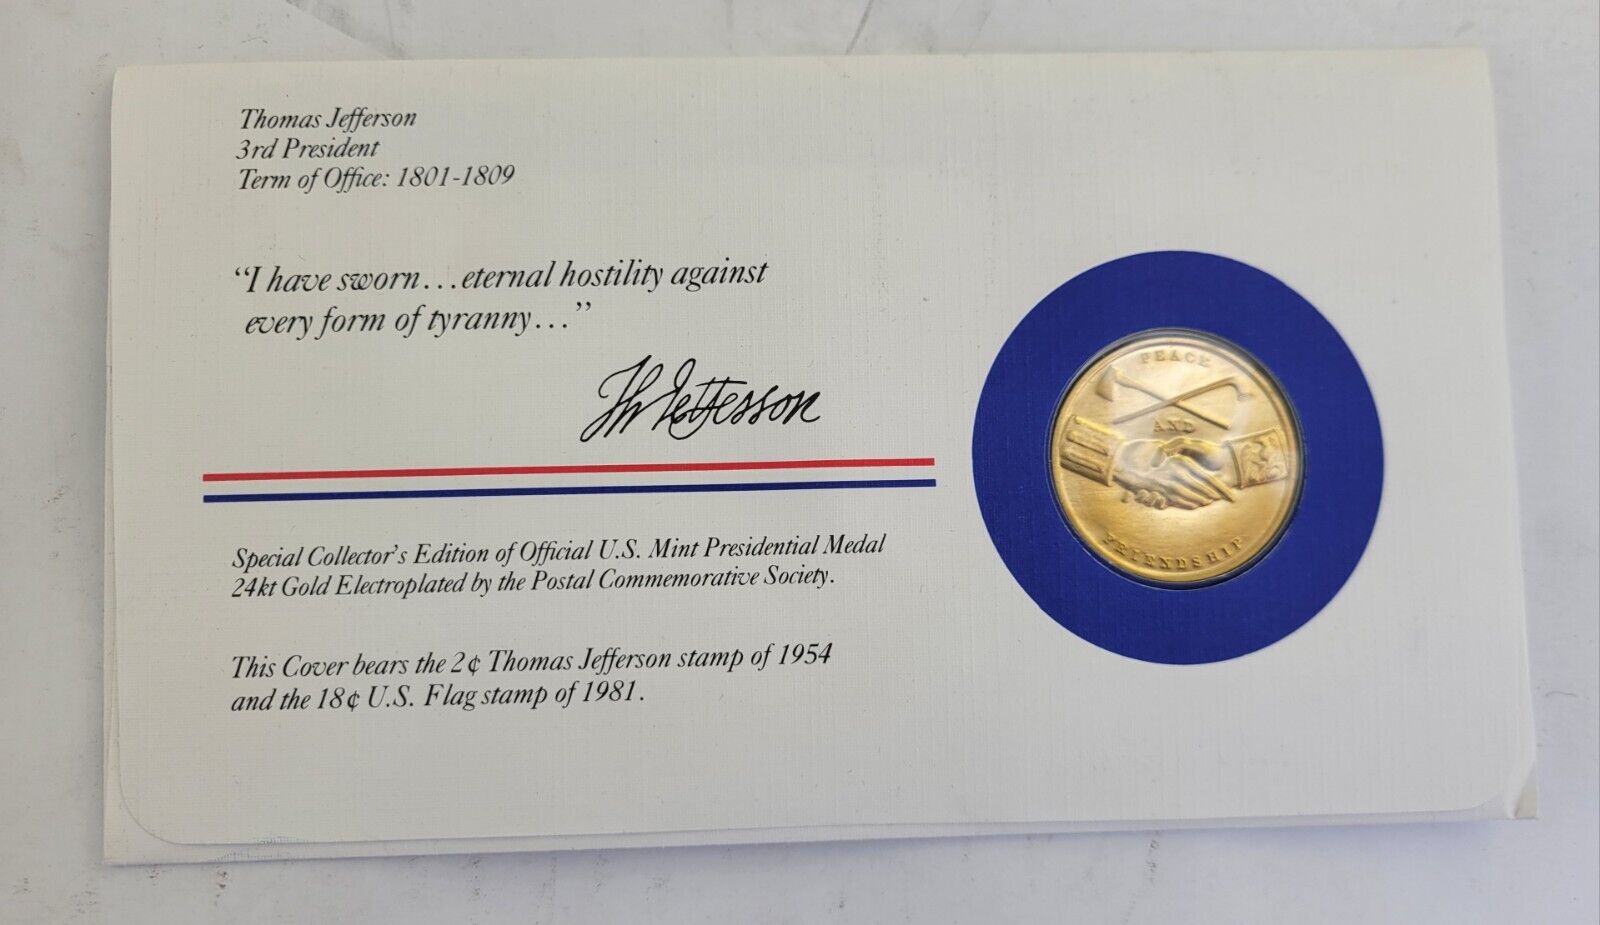 Thomas Jefferson
3rd President
Term of Office: 1801-1809
“I have sworn...eternal hostility against
every form of tyranny...”
Th Jefferson
Special Collector's Edition of Official U.S. Mint Presidential Medal
24kt Gold Electroplated by the Postal Commemorative Society.
This Cover bears the 2¢ Thomas Jefferson stamp of 1954
and the 18¢ U.S. Flag stamp of 1981.
PEACE
AND
FRIENDSHIP